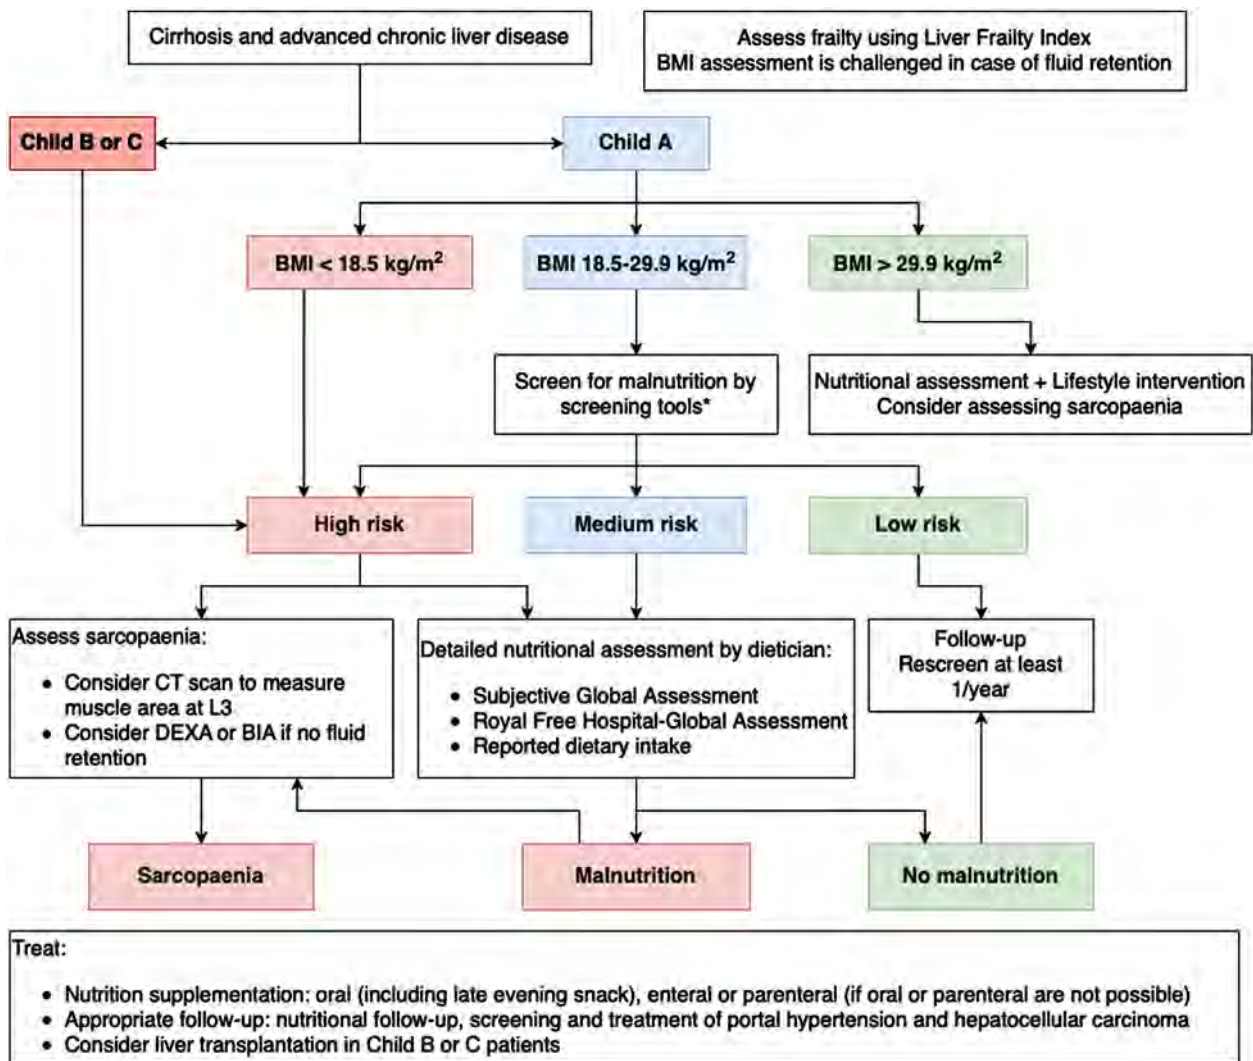 Cirrhosis and advanced chronic liver disease
Assess frailty using Liver Frailty Index
BMI assessment is challenged in case of fluid retention
Child B or C
Child A
BMI < 18.5 kg/m²
BMI 18.5-29.9 kg/m²
BMI > 29.9 kg/m²
Screen for malnutrition by
screening tools*
Nutritional assessment + Lifestyle intervention
Consider assessing sarcopaenia
High risk
Medium risk
Low risk
Assess sarcopaenia:
• Consider CT scan to measure
muscle area at L3
• Consider DEXA or BIA if no fluid
retention
Detailed nutritional assessment by dietician:
• Subjective Global Assessment
• Royal Free Hospital-Global Assessment
• Reported dietary intake
Follow-up
Rescreen at least
1/year
Sarcopaenia
Malnutrition
No malnutrition
Treat:
• Nutrition supplementation: oral (including late evening snack), enteral or parenteral (if oral or parenteral are not possible)
• Appropriate follow-up: nutritional follow-up, screening and treatment of portal hypertension and hepatocellular carcinoma
• Consider liver transplantation in Child B or C patients